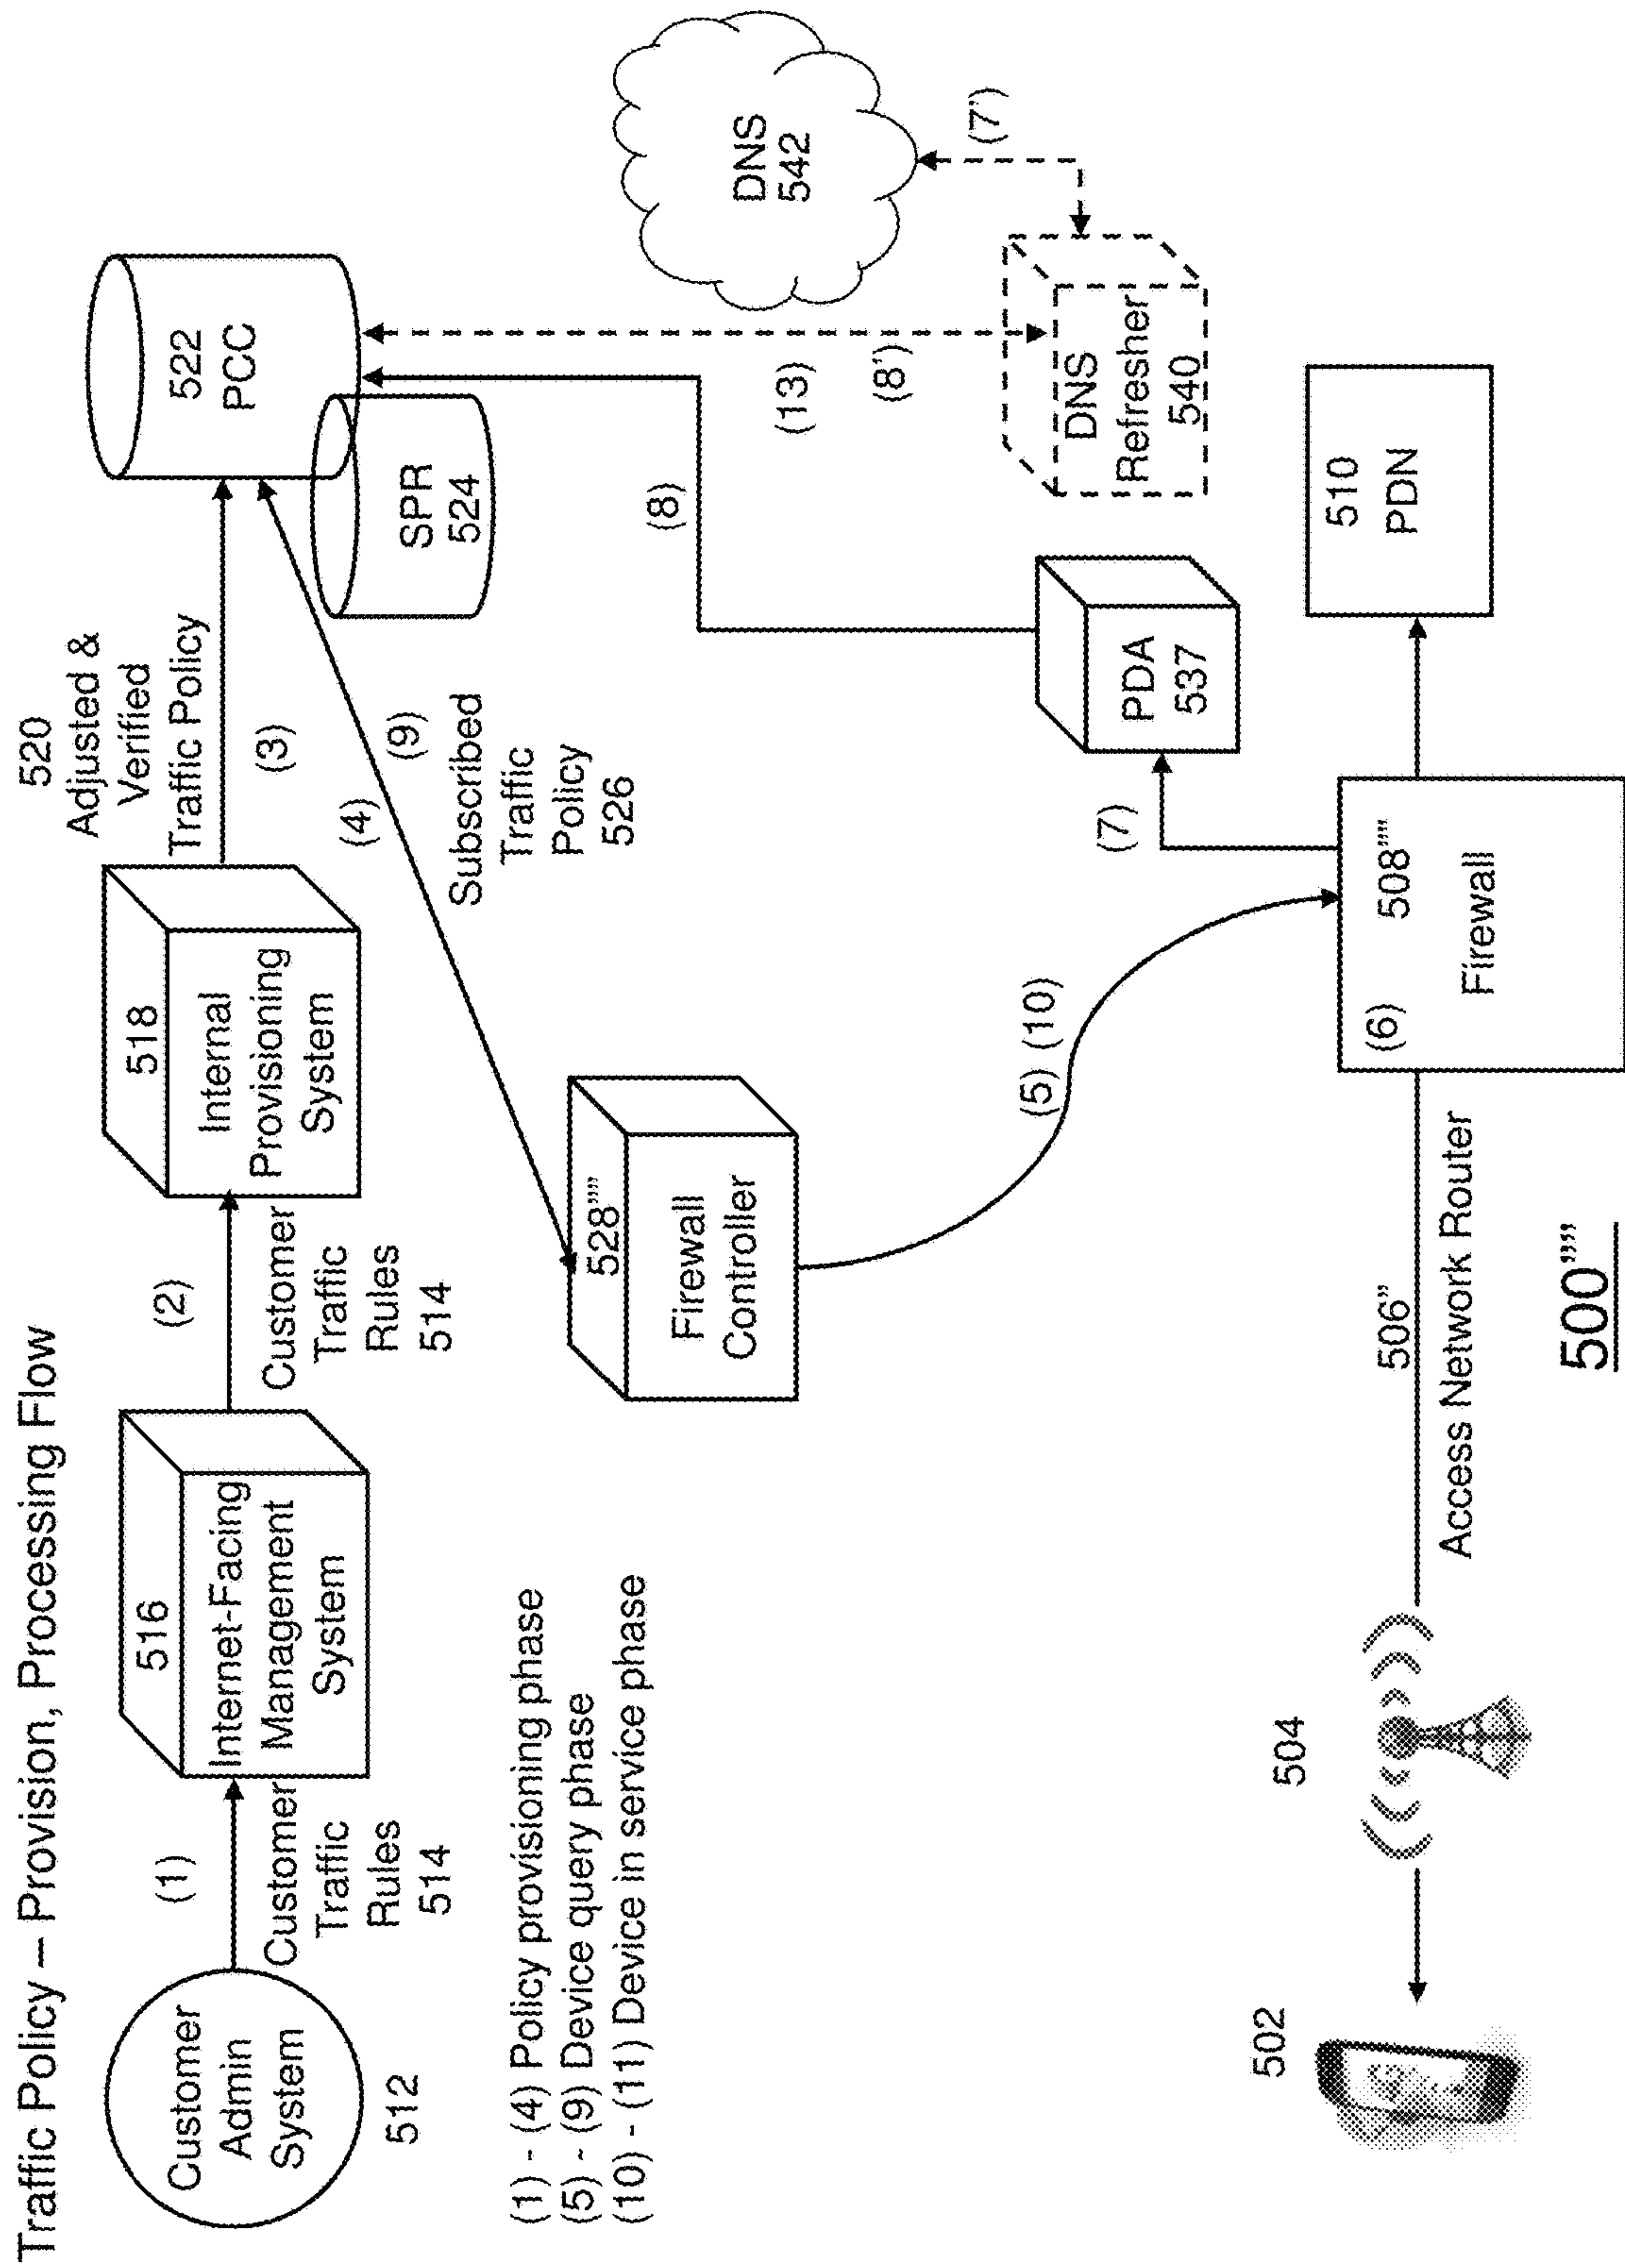 Traffic Policy – Provision, Processing Flow
Customer
Admin
System
512
(1)
Customer
Traffic
Rules
514
516
Internet-Facing
Management
System
(2)
Customer
Traffic
Rules
514
518
Internal
Provisioning
System
520
Adjusted &
Verified
Traffic Policy
(3)
522
PCC
SPR
524
(4)
(9)
Subscribed
Traffic
Policy
526
(1) - (4) Policy provisioning phase
(5) - (9) Device query phase
(10) - (11) Device in service phase
528''''
Firewall
Controller
(5) (10)
(8)
(13)
(8')
DNS
542
(7')
DNS
Refresher
540
PDA
537
(7)
502
504
506''
Access Network Router
(6)
508''''
Firewall
510
PDN
500''''